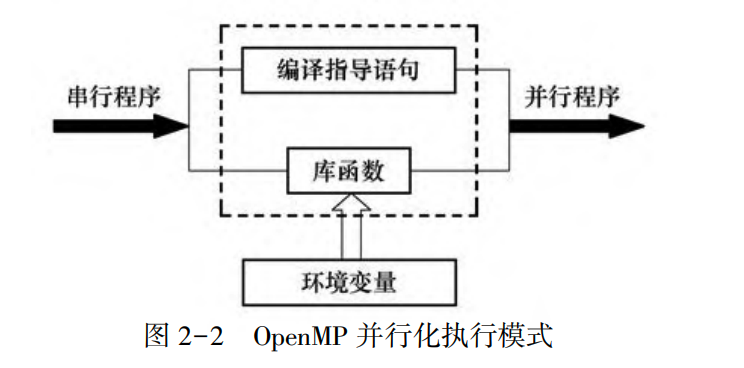 编译指导语句
串行程序
并行程序
库函数
环境变量
图 2-2 OpenMP 并行化执行模式